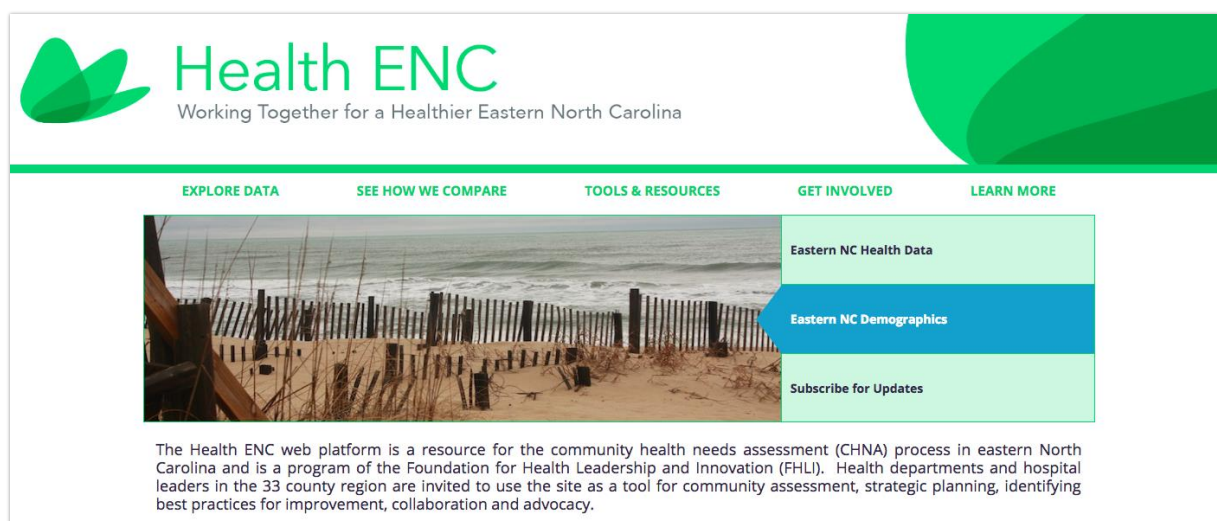 Health ENC
Working Together for a Healthier Eastern North Carolina
EXPLORE DATA SEE HOW WE COMPARE TOOLS & RESOURCES GET INVOLVED LEARN MORE
Eastern NC Health Data
Eastern NC Demographics
Subscribe for Updates
The Health ENC web platform is a resource for the community health needs assessment (CHNA) process in eastern North
Carolina and is a program of the Foundation for Health Leadership and Innovation (FHLI). Health departments and hospital
leaders in the 33 county region are invited to use the site as a tool for community assessment, strategic planning, identifying
best practices for improvement, collaboration and advocacy.